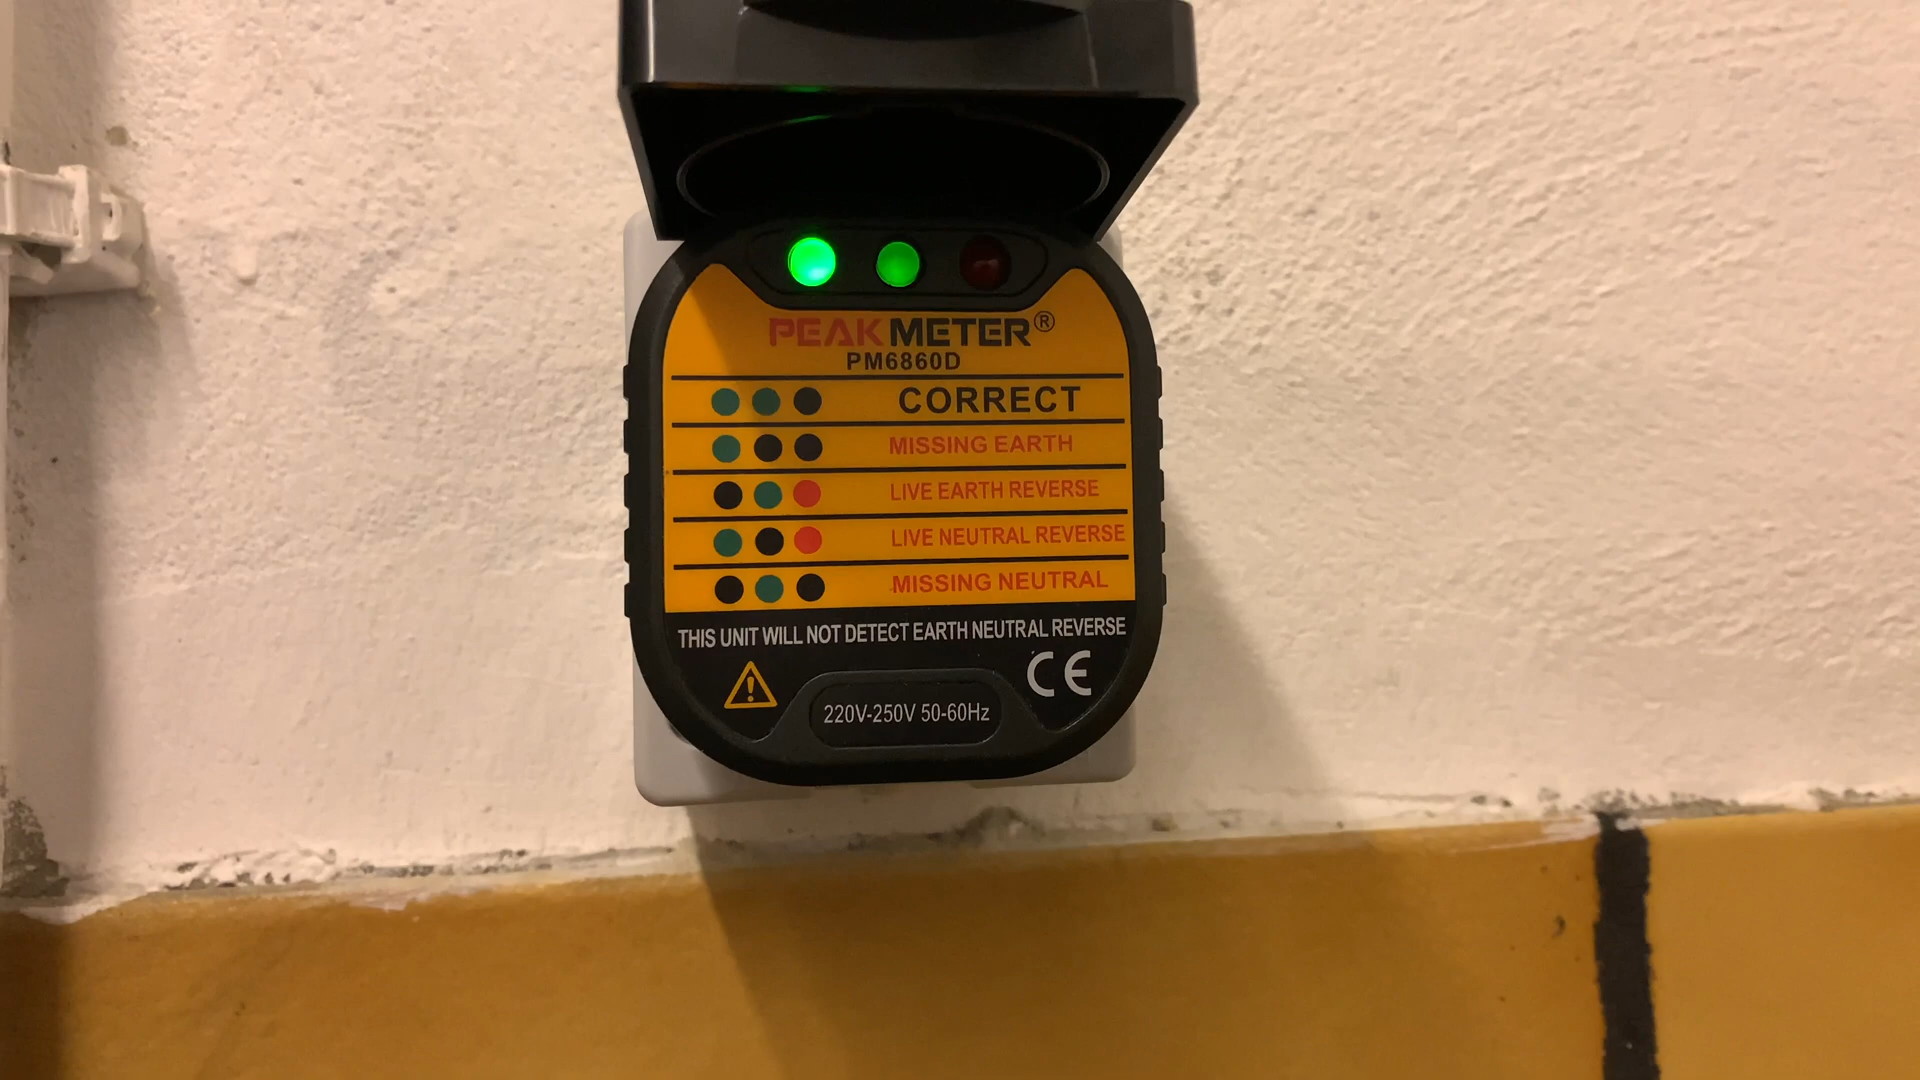 PEAKMETER®
PM6860D
CORRECT
MISSING EARTH
LIVE EARTH REVERSE
LIVE NEUTRAL REVERSE
MISSING NEUTRAL
THIS UNIT WILL NOT DETECT EARTH NEUTRAL REVERSE
CE
220V-250V 50-60Hz